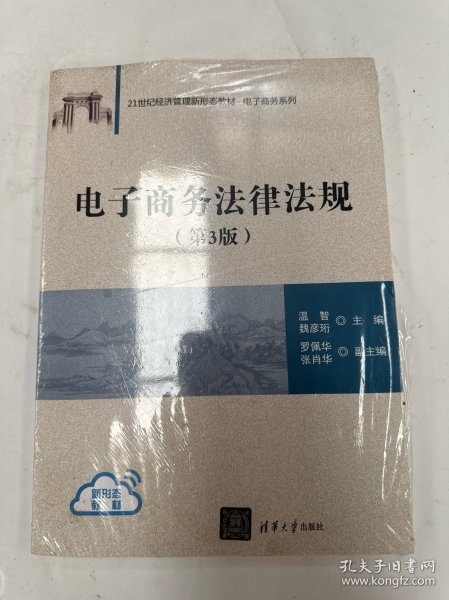 21世纪经济管理新形态教材·电子商务系列
电子商务法律法规
（第3版）
温 智
魏彦珩
◎ 主 编
罗佩华
张肖华
◎ 副主编
新形态
教材
清华大学出版社
孔夫子旧书网
www.kongfz.com